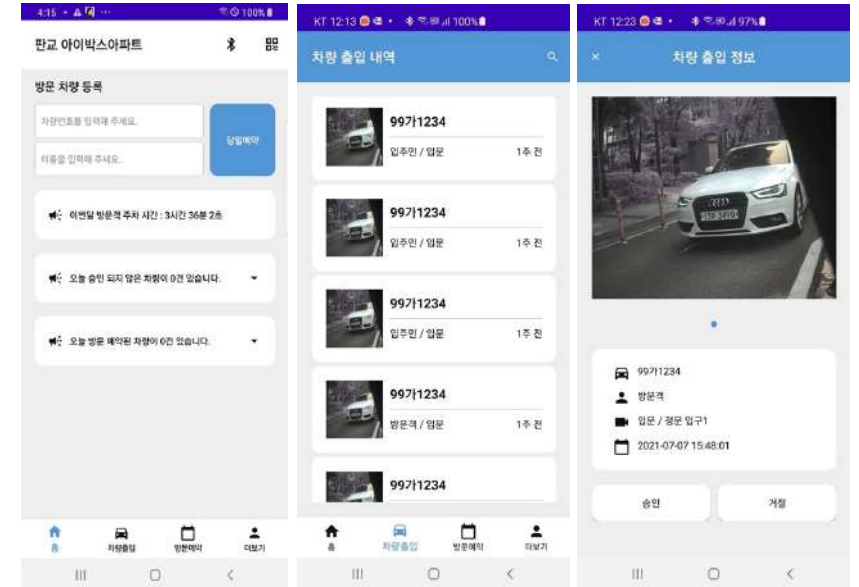 4:15
100%
판교 아이박스아파트
방문 차량 등록
차량번호를 입력해 주세요.
이름을 입력해 주세요.
당일예약
이번달 방문객 주차 시간 : 3시간 36분 2초
오늘 승인 되지 않은 차량이 0건 있습니다.
오늘 방문 예약된 차량이 0건 있습니다.
홈
차량출입
방문예약
더보기
KT 12:13
100%
차량 출입 내역
99가1234
입주민 / 입문
1주 전
99가1234
입주민 / 입문
1주 전
99가1234
입주민 / 입문
1주 전
99가1234
방문객 / 입문
1주 전
99가1234
홈
차량출입
방문예약
더보기
KT 12:23
97%
차량 출입 정보
99가1234
방문객
입문 / 정문 입구1
2021-07-07 15:48:01
승인
거절